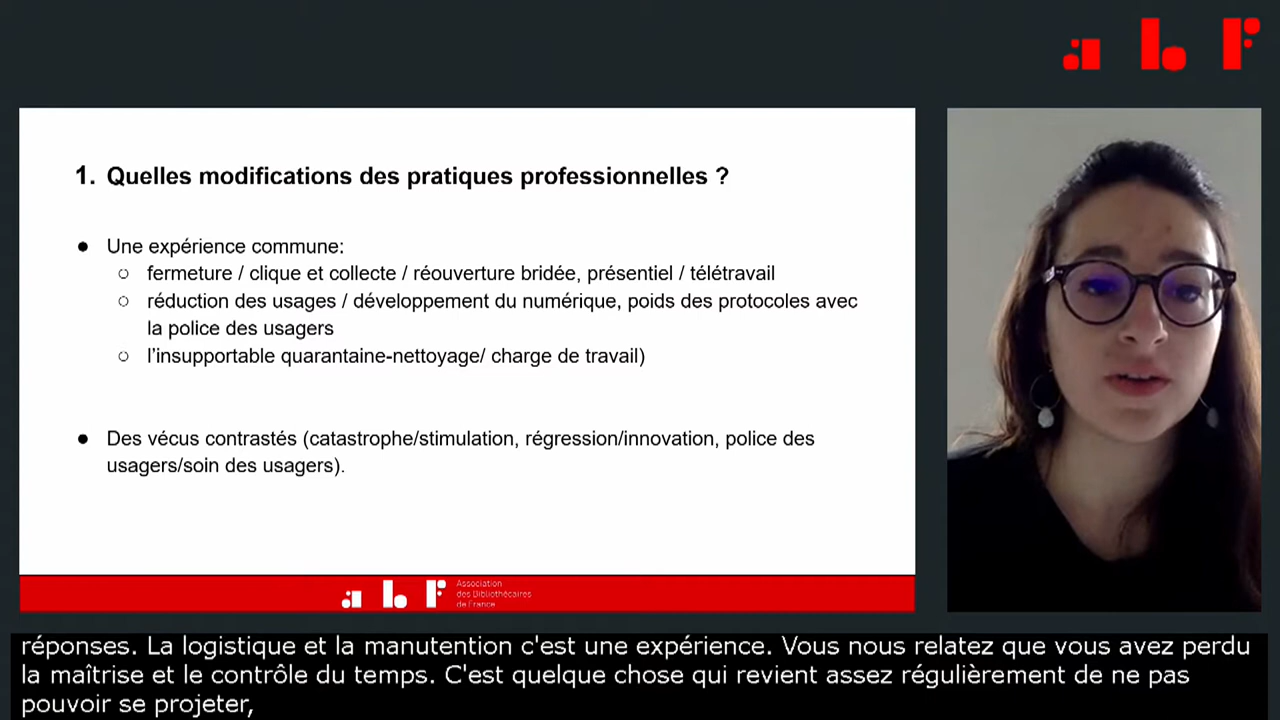 abf
1. Quelles modifications des pratiques professionnelles ?
● Une expérience commune:
○ fermeture / clique et collecte / réouverture bridée, présentiel / télétravail
○ réduction des usages / développement du numérique, poids des protocoles avec
la police des usagers
○ l'insupportable quarantaine-nettoyage/ charge de travail)
● Des vécus contrastés (catastrophe/stimulation, régression/innovation, police des
usagers/soin des usagers).
abf
Association
des Bibliothécaires
de France
réponses. La logistique et la manutention c'est une expérience. Vous nous relatez que vous avez perdu
la maîtrise et le contrôle du temps. C'est quelque chose qui revient assez régulièrement de ne pas
pouvoir se projeter,